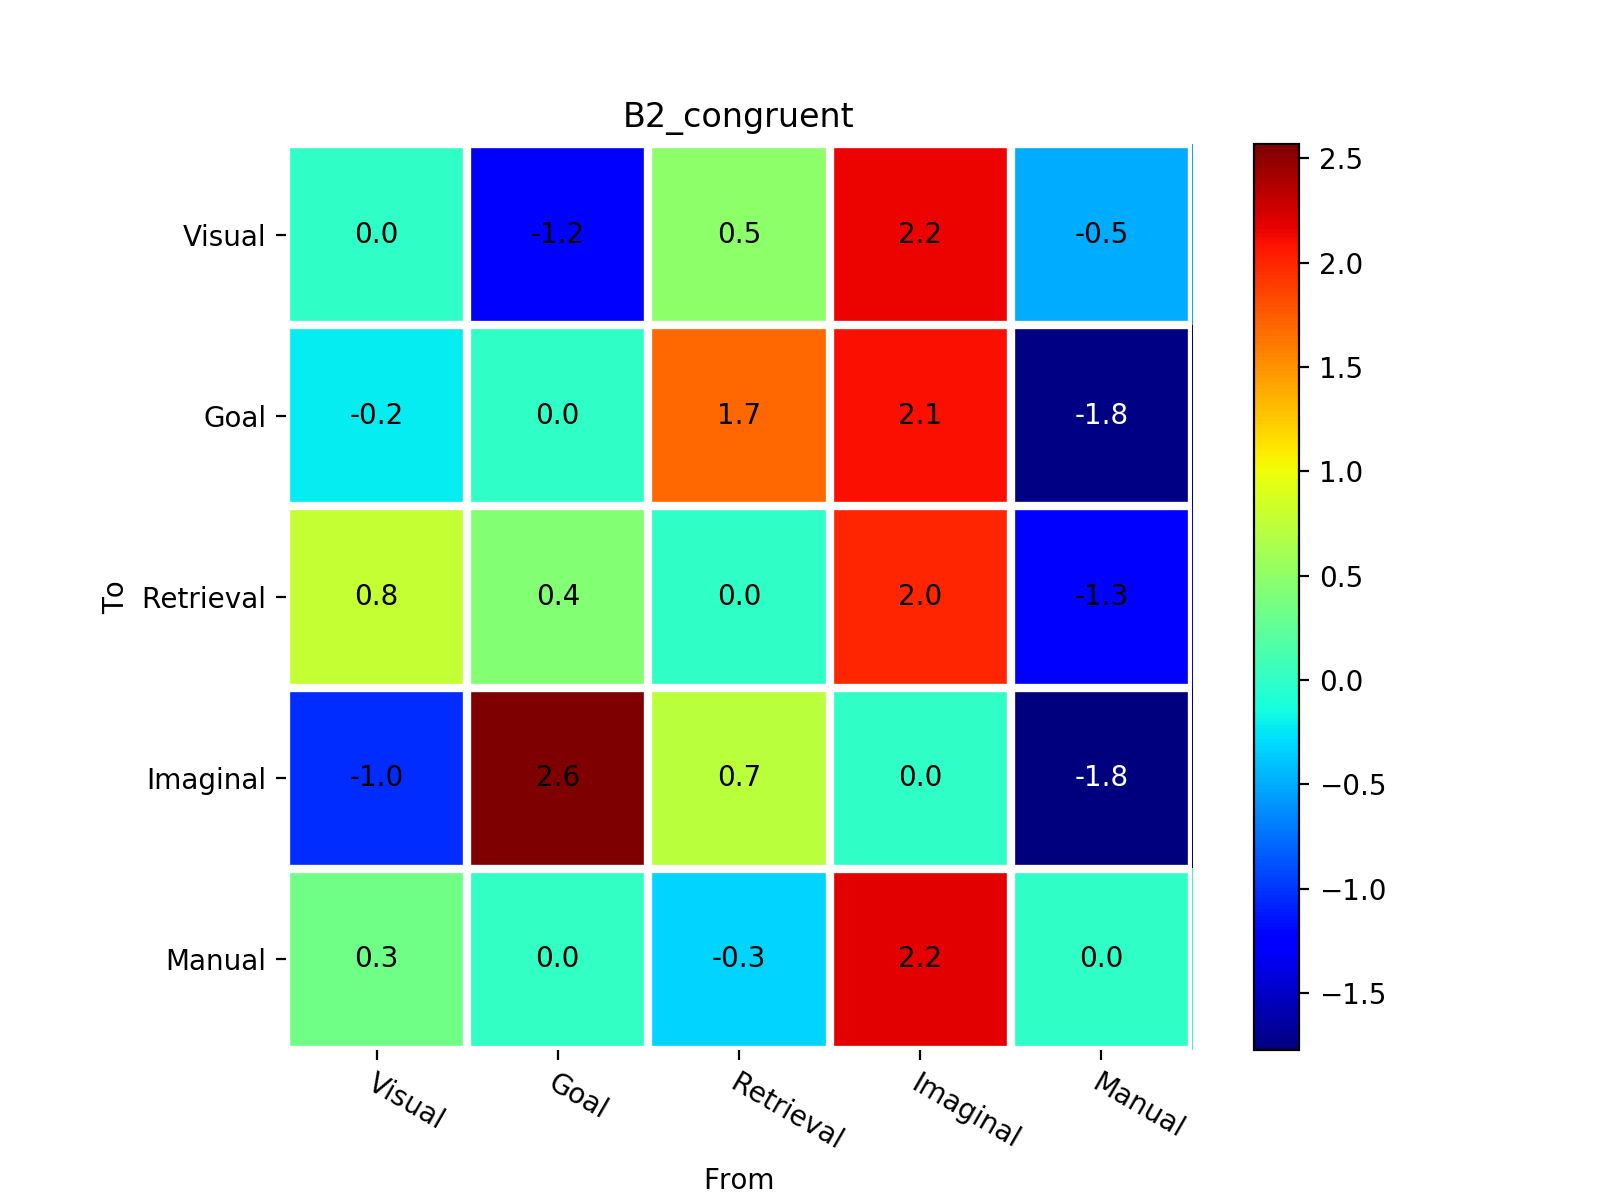 B2_congruent
Visual 0.0 -1.2 0.5 2.2 -0.5
Goal -0.2 0.0 1.7 2.1 -1.8
Retrieval 0.8 0.4 0.0 2.0 -1.3
Imaginal -1.0 2.6 0.7 0.0 -1.8
Manual 0.3 0.0 -0.3 2.2 0.0
To
Visual Goal Retrieval Imaginal Manual
From
2.5
2.0
1.5
1.0
0.5
0.0
−0.5
−1.0
−1.5